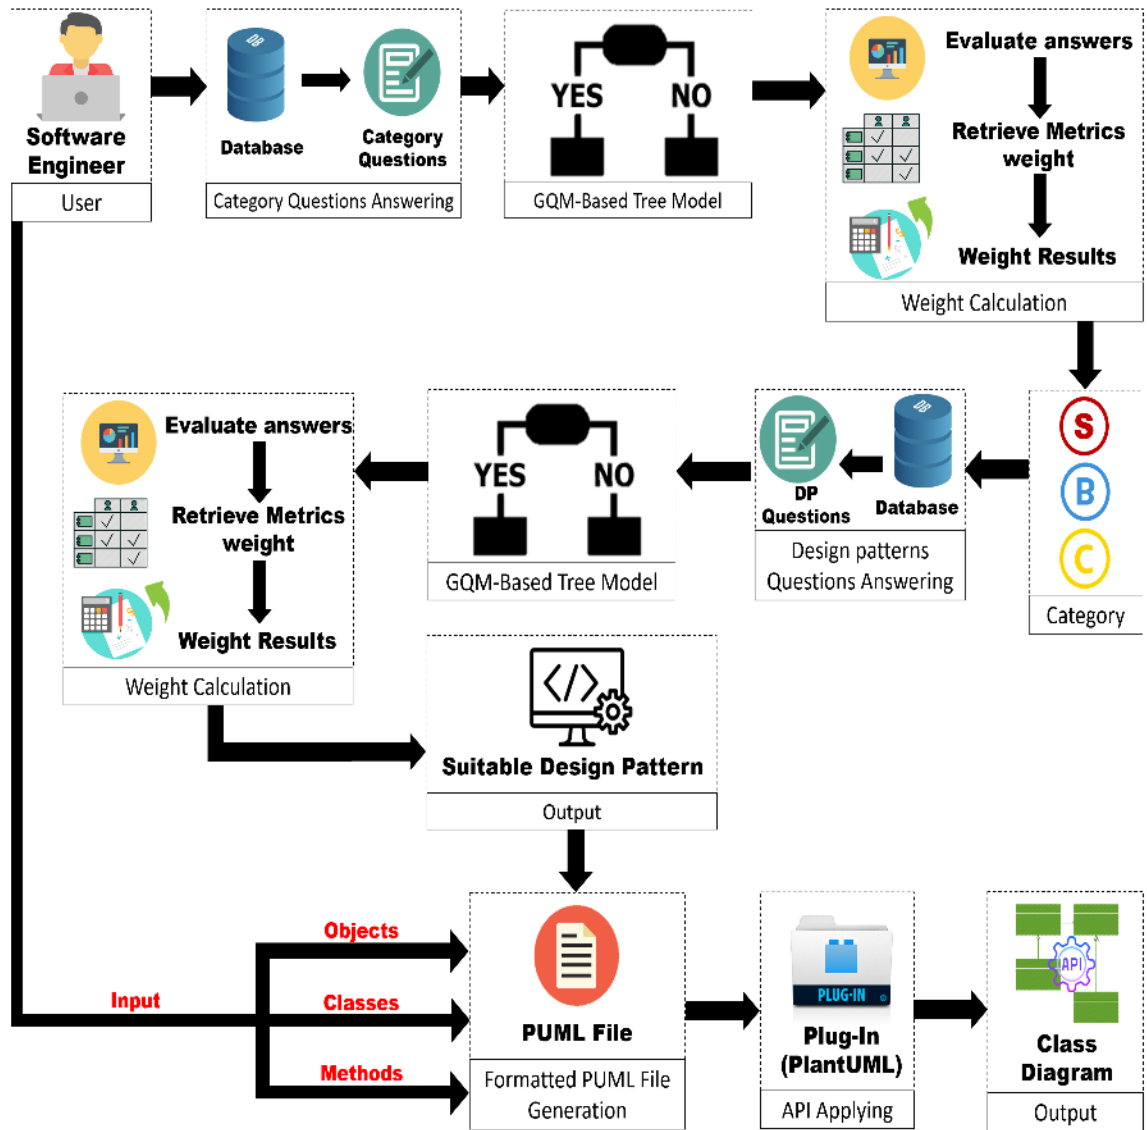 Software
Engineer
User
DB
Database
Category
Questions
Category Questions Answering
YES
NO
GQM-Based Tree Model
Evaluate answers
Retrieve Metrics
weight
Weight Results
Weight Calculation
S
B
C
Category
DB
Database
DP
Questions
Design patterns
Questions Answering
YES
NO
GQM-Based Tree Model
Evaluate answers
Retrieve Metrics
weight
Weight Results
Weight Calculation
Suitable Design Pattern
Output
Input
Objects
Classes
Methods
PUML File
Formatted PUML File
Generation
PLUG-IN
Plug-In
(PlantUML)
API Applying
API
Class
Diagram
Output